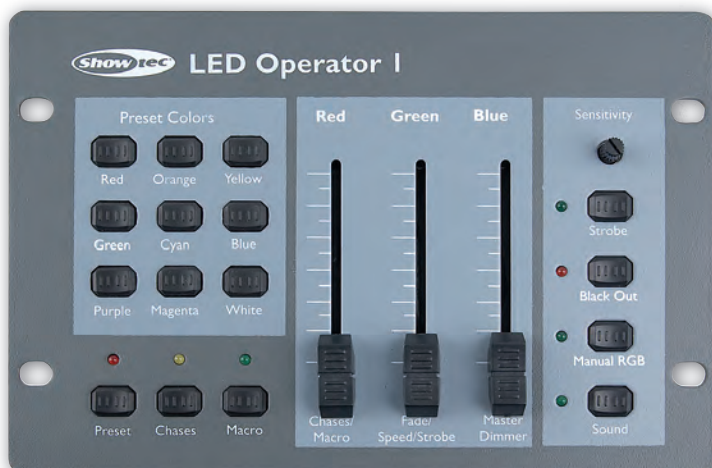 Showtec LED Operator 1
Preset Colors
Red Orange Yellow
Green Cyan Blue
Purple Magenta White
Preset Chases Macro
Red Green Blue
Chases/ Fade/ Master
Macro Speed/Strobe Dimmer
Sensitivity
Strobe
Black Out
Manual RGB
Sound